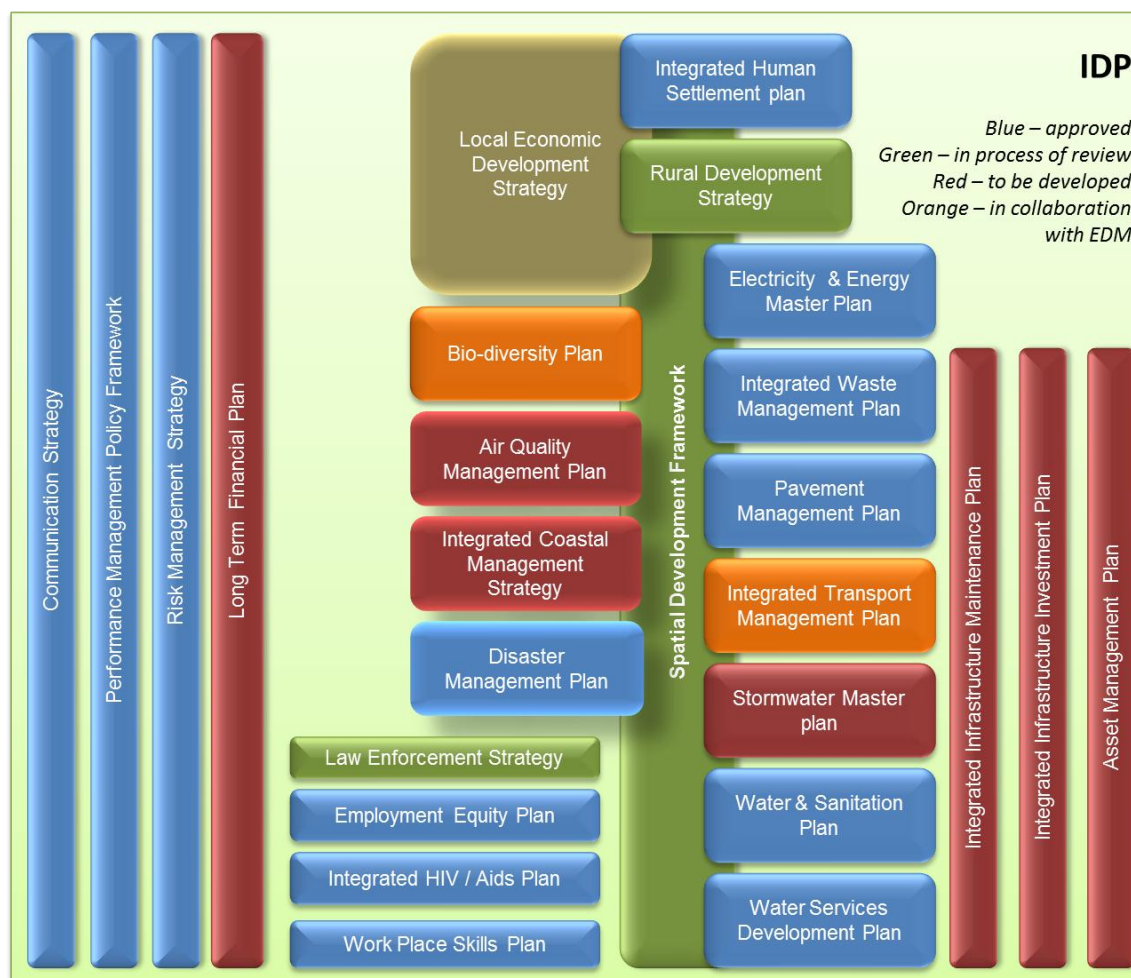 Communication Strategy
Performance Management Policy Framework
Risk Management Strategy
Long Term Financial Plan
Local Economic
Development
Strategy
Integrated Human
Settlement plan
Rural Development
Strategy
IDP
Blue – approved
Green – in process of review
Red – to be developed
Orange – in collaboration
with EDM
Bio-diversity Plan
Air Quality
Management Plan
Integrated Coastal
Management
Strategy
Disaster
Management Plan
Law Enforcement Strategy
Employment Equity Plan
Integrated HIV / Aids Plan
Work Place Skills Plan
Spatial Development Framework
Electricity & Energy
Master Plan
Integrated Waste
Management Plan
Pavement
Management Plan
Integrated Transport
Management Plan
Stormwater Master
plan
Water & Sanitation
Plan
Water Services
Development Plan
Integrated Infrastructure Maintenance Plan
Integrated Infrastructure Investment Plan
Asset Management Plan